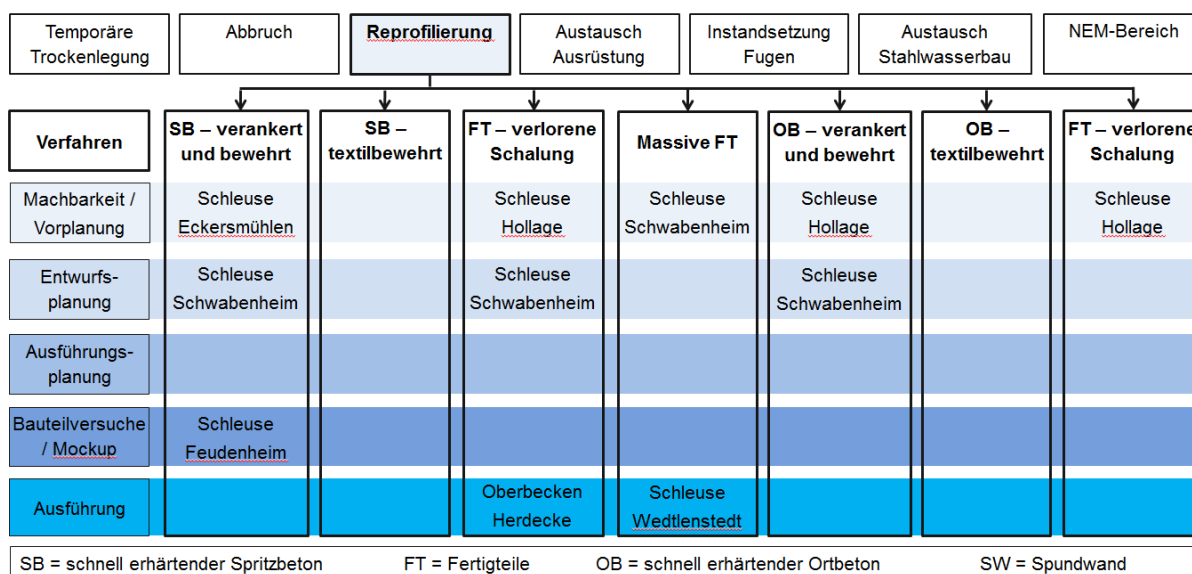 Temporäre
Trockenlegung
Abbruch
Reprofilierung
Austausch
Ausrüstung
Instandsetzung
Fugen
Austausch
Stahlwasserbau
NEM-Bereich
Verfahren
SB – verankert
und bewehrt
SB –
textilbewehrt
FT – verlorene
Schalung
Massive FT
OB – verankert
und bewehrt
OB –
textilbewehrt
FT – verlorene
Schalung
Machbarkeit /
Vorplanung
Schleuse
Eckersmühlen
Schleuse
Hollage
Schleuse
Schwabenheim
Schleuse
Hollage
Schleuse
Hollage
Entwurfs-
planung
Schleuse
Schwabenheim
Schleuse
Schwabenheim
Schleuse
Schwabenheim
Ausführungs-
planung
Bauteilversuche
/ Mockup
Schleuse
Feudenheim
Ausführung
Oberbecken
Herdecke
Schleuse
Wedtlenstedt
SB = schnell erhärtender Spritzbeton FT = Fertigteile OB = schnell erhärtender Ortbeton SW = Spundwand